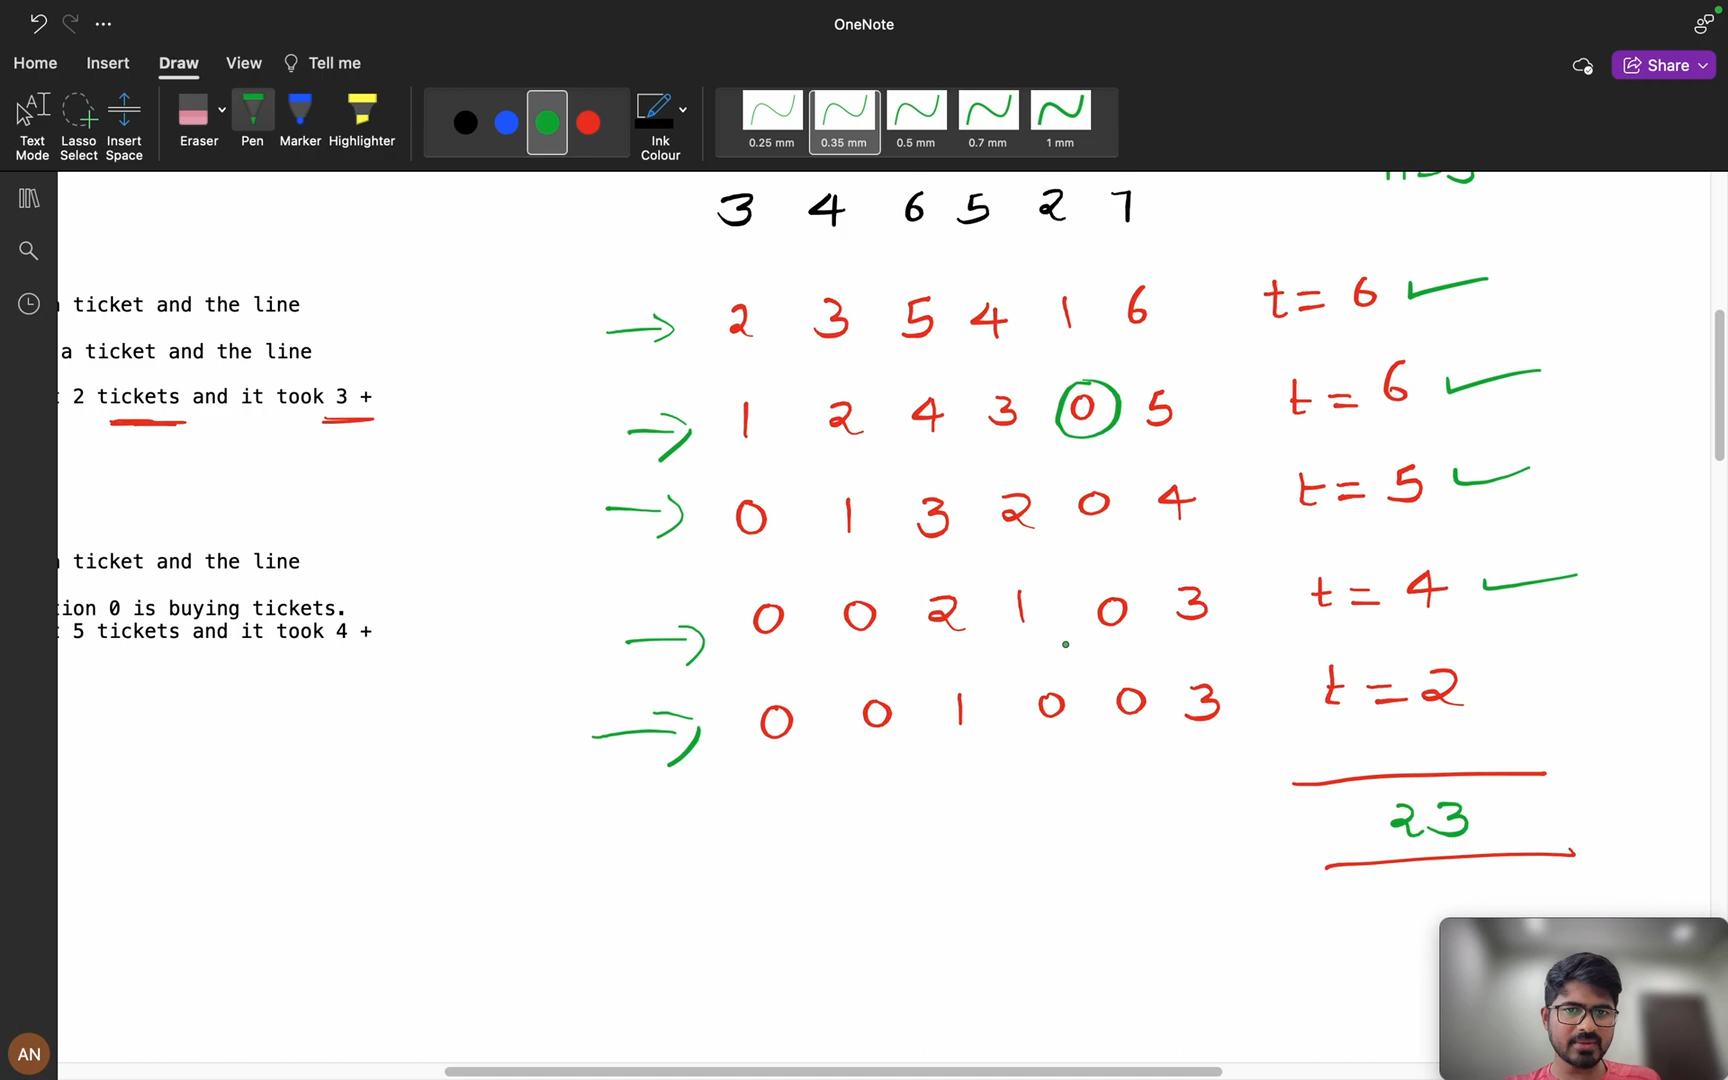 OneNote
Home Insert Draw View Tell me
Share
Text Mode
Lasso Select
Insert Space
Eraser
Pen
Marker
Highlighter
Ink Colour
0.25 mm
0.35 mm
0.5 mm
0.7 mm
1 mm
3 4 6 5 2 7
a ticket and the line
2 3 5 4 1 6 t = 6
a ticket and the line
2 tickets and it took 3 +
1 2 4 3 0 5 t = 6
0 1 3 2 0 4 t = 5
a ticket and the line
tion 0 is buying tickets.
5 tickets and it took 4 +
0 0 2 1 0 3 t = 4
0 0 1 0 0 3 t = 2
23
AN